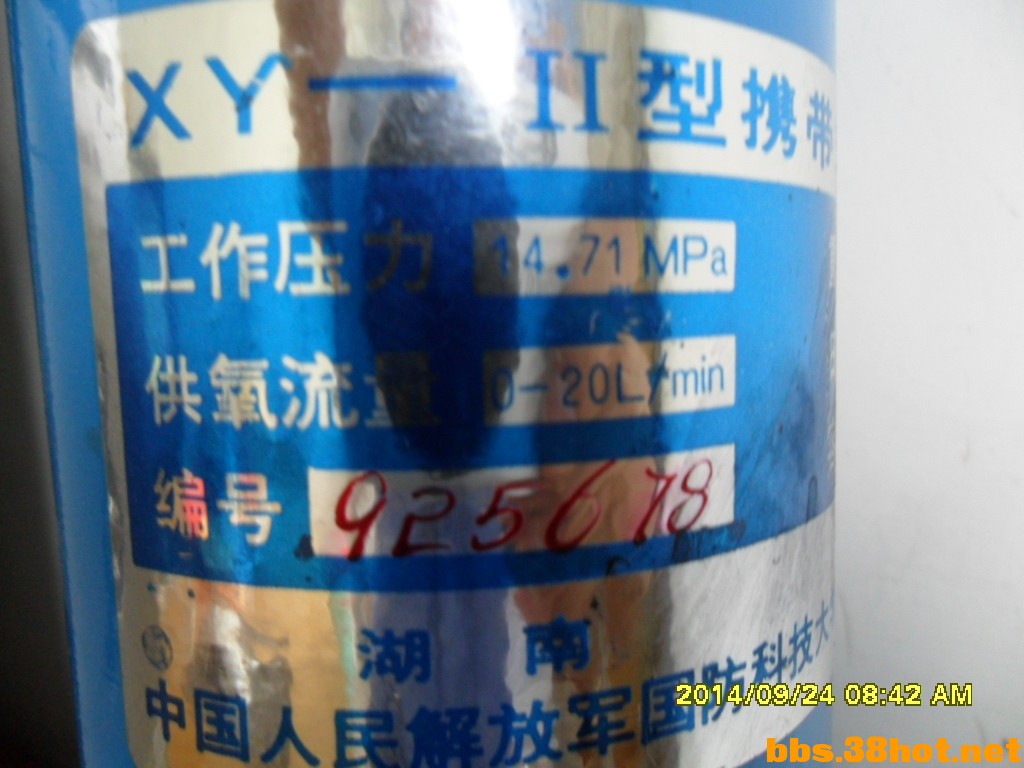 XY—II型携带
工作压力 14.71 MPa
供氧流量 0-20L/min
编号 925678
湖南
中国人民解放军国防科技大
2014/09/24 08:42 AM
bbs.38hot.net